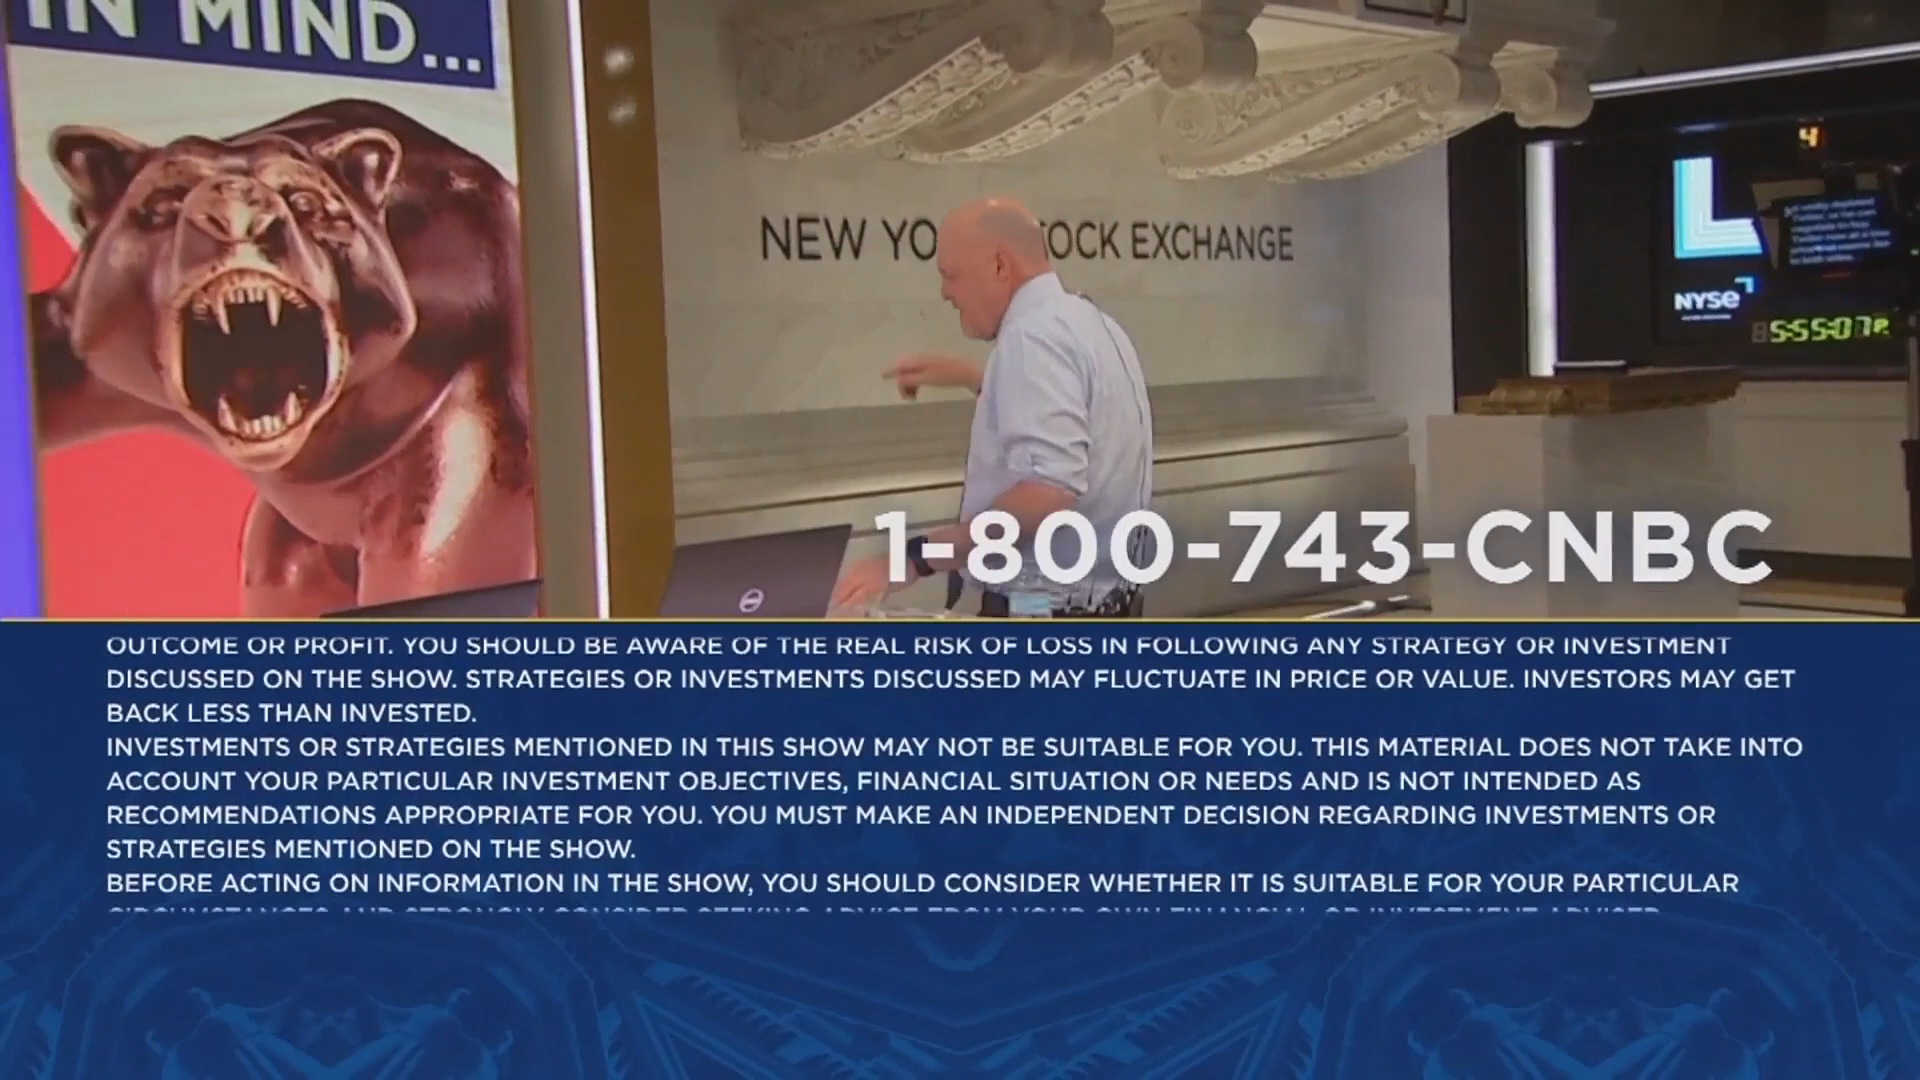 IN MIND...
NEW YO TOCK EXCHANGE
4
NYSE
5:55:07P
1-800-743-CNBC
OUTCOME OR PROFIT. YOU SHOULD BE AWARE OF THE REAL RISK OF LOSS IN FOLLOWING ANY STRATEGY OR INVESTMENT
DISCUSSED ON THE SHOW. STRATEGIES OR INVESTMENTS DISCUSSED MAY FLUCTUATE IN PRICE OR VALUE. INVESTORS MAY GET
BACK LESS THAN INVESTED.
INVESTMENTS OR STRATEGIES MENTIONED IN THIS SHOW MAY NOT BE SUITABLE FOR YOU. THIS MATERIAL DOES NOT TAKE INTO
ACCOUNT YOUR PARTICULAR INVESTMENT OBJECTIVES, FINANCIAL SITUATION OR NEEDS AND IS NOT INTENDED AS
RECOMMENDATIONS APPROPRIATE FOR YOU. YOU MUST MAKE AN INDEPENDENT DECISION REGARDING INVESTMENTS OR
STRATEGIES MENTIONED ON THE SHOW.
BEFORE ACTING ON INFORMATION IN THE SHOW, YOU SHOULD CONSIDER WHETHER IT IS SUITABLE FOR YOUR PARTICULAR